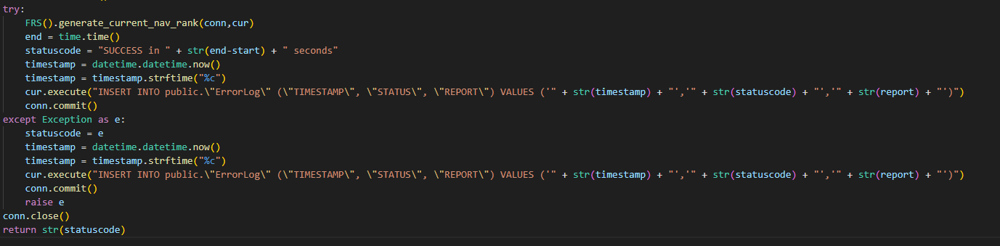 try:
    FRS().generate_current_nav_rank(conn,cur)
    end = time.time()
    statuscode = "SUCCESS in " + str(end-start) + " seconds"
    timestamp = datetime.datetime.now()
    timestamp = timestamp.strftime("%c")
    cur.execute("INSERT INTO public.\"ErrorLog\" (\"TIMESTAMP\", \"STATUS\", \"REPORT\") VALUES ('" + str(timestamp) + "','" + str(statuscode) + "','" + str(report) + "')")
    conn.commit()
except Exception as e:
    statuscode = e
    timestamp = datetime.datetime.now()
    timestamp = timestamp.strftime("%c")
    cur.execute("INSERT INTO public.\"ErrorLog\" (\"TIMESTAMP\", \"STATUS\", \"REPORT\") VALUES ('" + str(timestamp) + "','" + str(statuscode) + "','" + str(report) + "')")
    conn.commit()
    raise e
conn.close()
return str(statuscode)